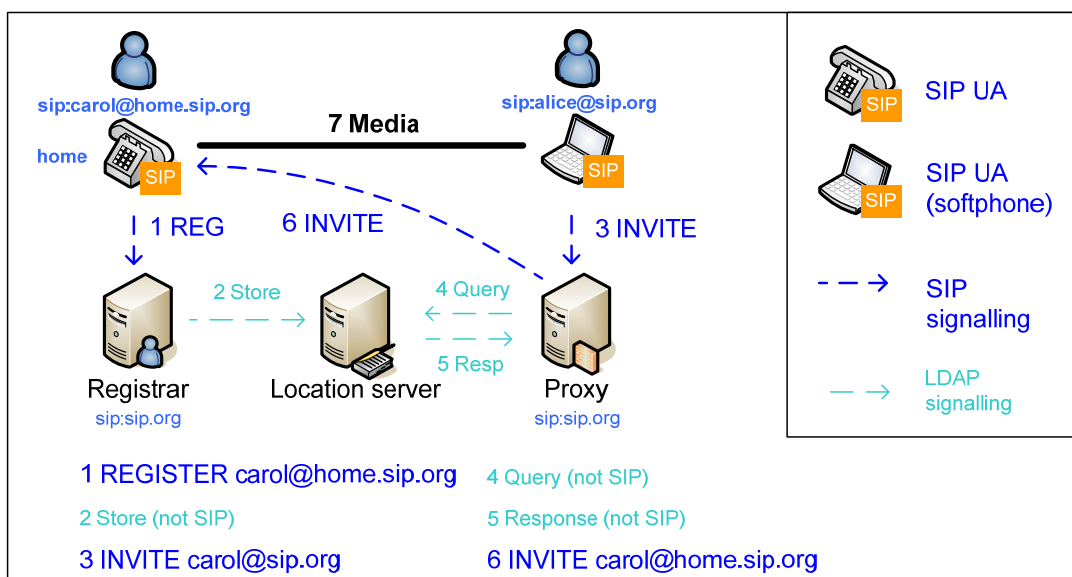 sip:carol@home.sip.org
sip:alice@sip.org
7 Media
home
SIP
SIP
1 REG
6 INVITE
3 INVITE
2 Store
4 Query
5 Resp
Registrar
Location server
Proxy
sip:sip.org
sip:sip.org
1 REGISTER carol@home.sip.org
4 Query (not SIP)
2 Store (not SIP)
5 Response (not SIP)
3 INVITE carol@sip.org
6 INVITE carol@home.sip.org
SIP
SIP UA
SIP
SIP UA
(softphone)
SIP
signalling
LDAP
signalling